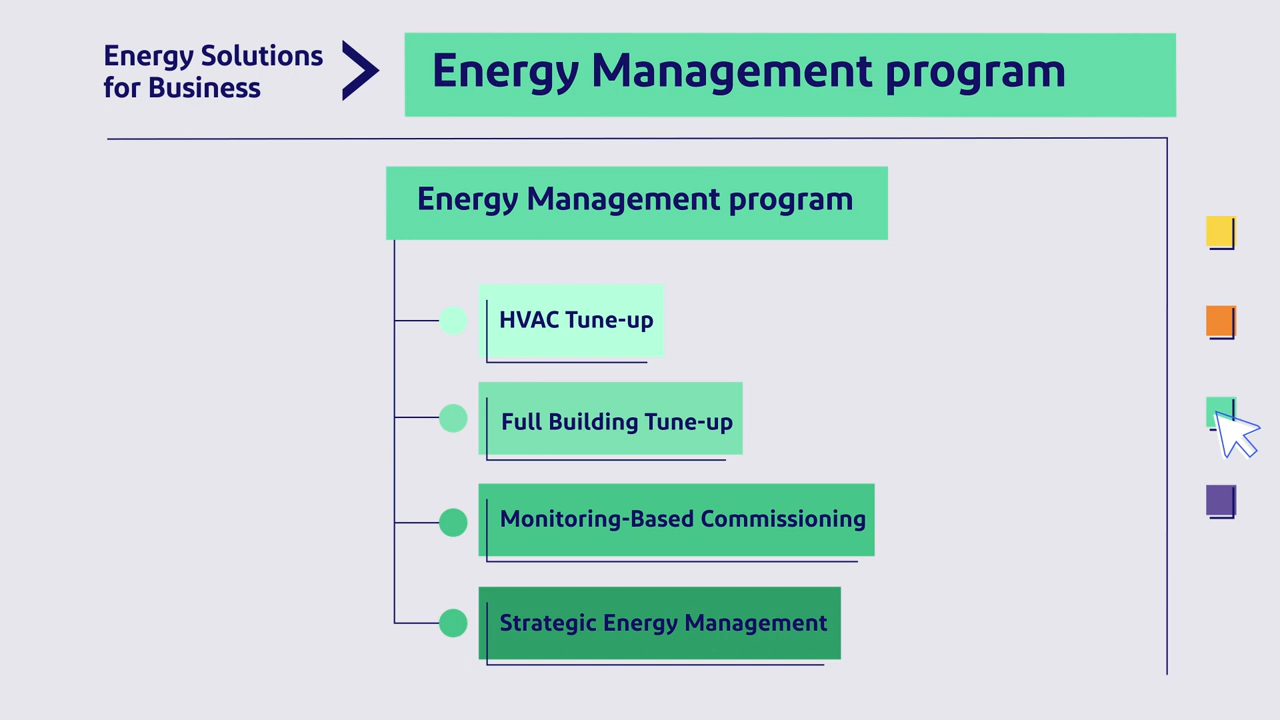 Energy Solutions
for Business
Energy Management program
Energy Management program
HVAC Tune-up
Full Building Tune-up
Monitoring-Based Commissioning
Strategic Energy Management